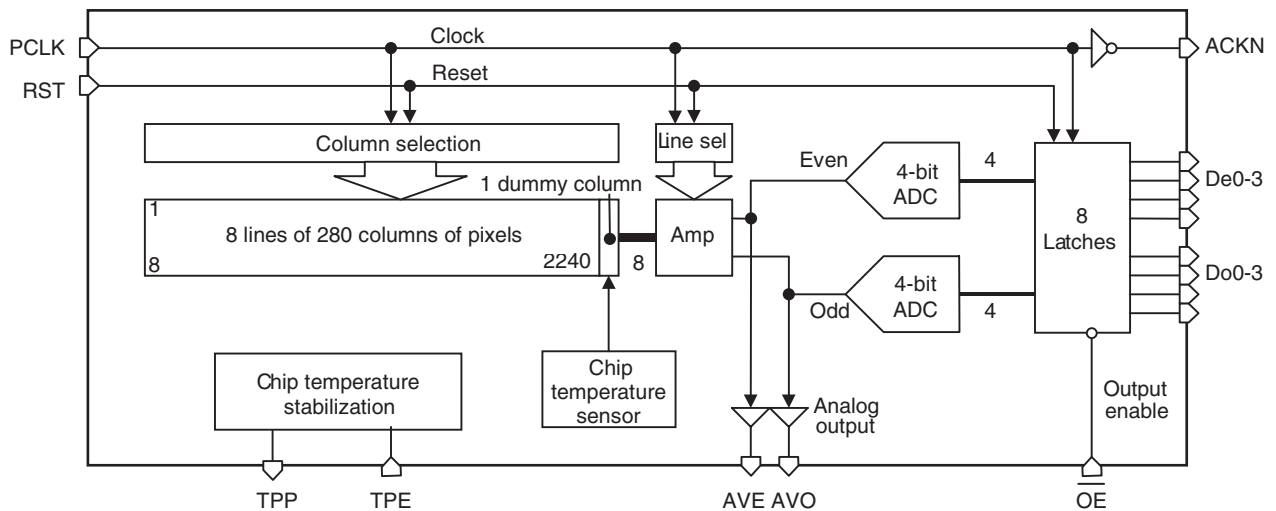 PCLK
Clock
ACKN
RST
Reset
Column selection
Line sel
1 dummy column
Even
4-bit
ADC
4
De0-3
1
8 lines of 280 columns of pixels
8
2240
8
Amp
8
Latches
Odd
4-bit
ADC
4
Do0-3
Chip temperature
stabilization
Chip
temperature
sensor
Analog
output
Output
enable
TPP
TPE
AVE
AVO
OE